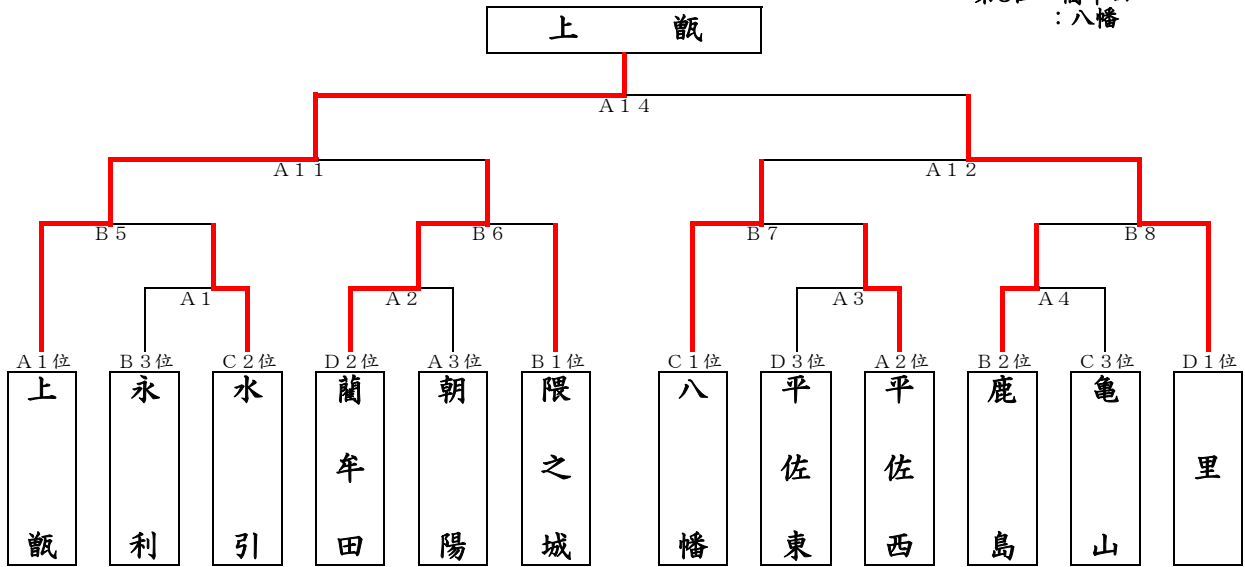 :八幡
上甑
A14
A11
A12
B5
B6
B7
B8
A1
A2
A3
A4
A1位
B3位
C2位
D2位
A3位
B1位
C1位
D3位
A2位
B2位
C3位
D1位
上甑
永利
水引
藺牟田
朝陽
隈之城
八幡
平佐東
平佐西
鹿島
亀山
里